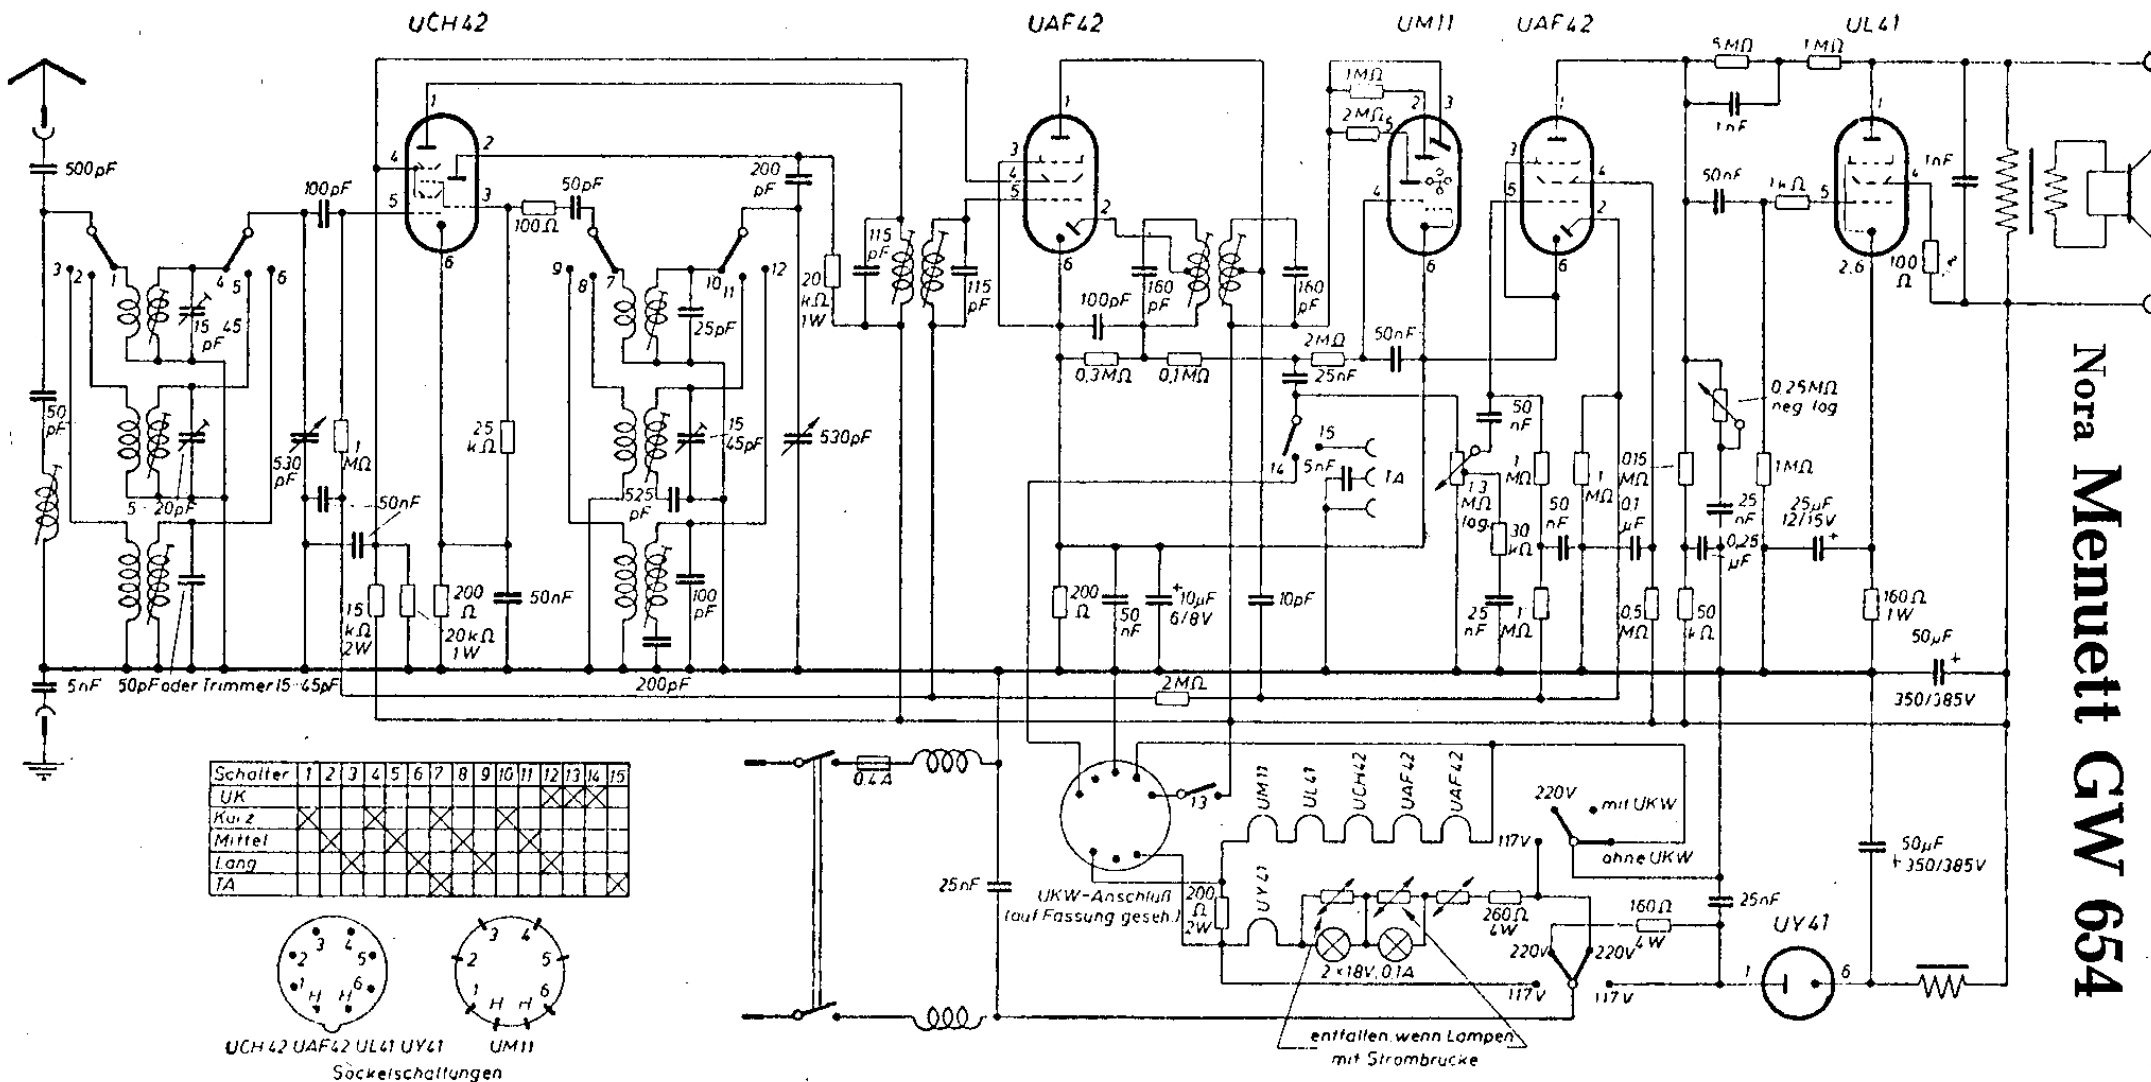 UCH42
UAF42
UM11
UAF42
UL41
5MΩ
1MΩ
1MΩ
2MΩ
1nF
1nF
50nF
1kΩ
100
Ω
500pF
100pF
50pF
100Ω
200
pF
20
kΩ
1W
115
pF
115
pF
160
pF
160
pF
100pF
0,3MΩ
0,1MΩ
2MΩ
25nF
50nF
15 45
pF
25pF
50
pF
530
pF
1
MΩ
25
kΩ
15
45pF
530pF
5-20pF
50nF
525
pF
100
pF
15
kΩ
2W
20kΩ
1W
200
Ω
50nF
200
Ω
50
nF
10µF
6/8V
10pF
5nF
TA
1,3
MΩ
log.
30
kΩ
25
nF
50
nF
1
MΩ
1
MΩ
50
nF
0,1
µF
1
MΩ
0,5
MΩ
0,15
MΩ
50
kΩ
0,25MΩ
neg log
25
nF
0,25
µF
1MΩ
25µF
12/15V
160Ω
1W
50µF
350/385V
5nF
50pF oder Trimmer 15-45pF
200pF
2MΩ
Schalter 1 2 3 4 5 6 7 8 9 10 11 12 13 14 15
UK
Kurz
Mittel
Lang
TA
0.4A
25nF
13
UKW-Anschluß
(auf Fassung geseh.)
UM11
UL41
UCH42
UAF42
UAF42
UY41
200
Ω
2W
2×18V, 0,1A
260Ω
4W
220V
mit UKW
117V
ohne UKW
220V
220V
117V
117V
160Ω
4W
25nF
UY41
50µF
350/385V
entfallen, wenn Lampen
mit Strombrücke
UCH42 UAF42 UL41 UY41
UM11
Sockelschaltungen
Nora Menuett GW 654